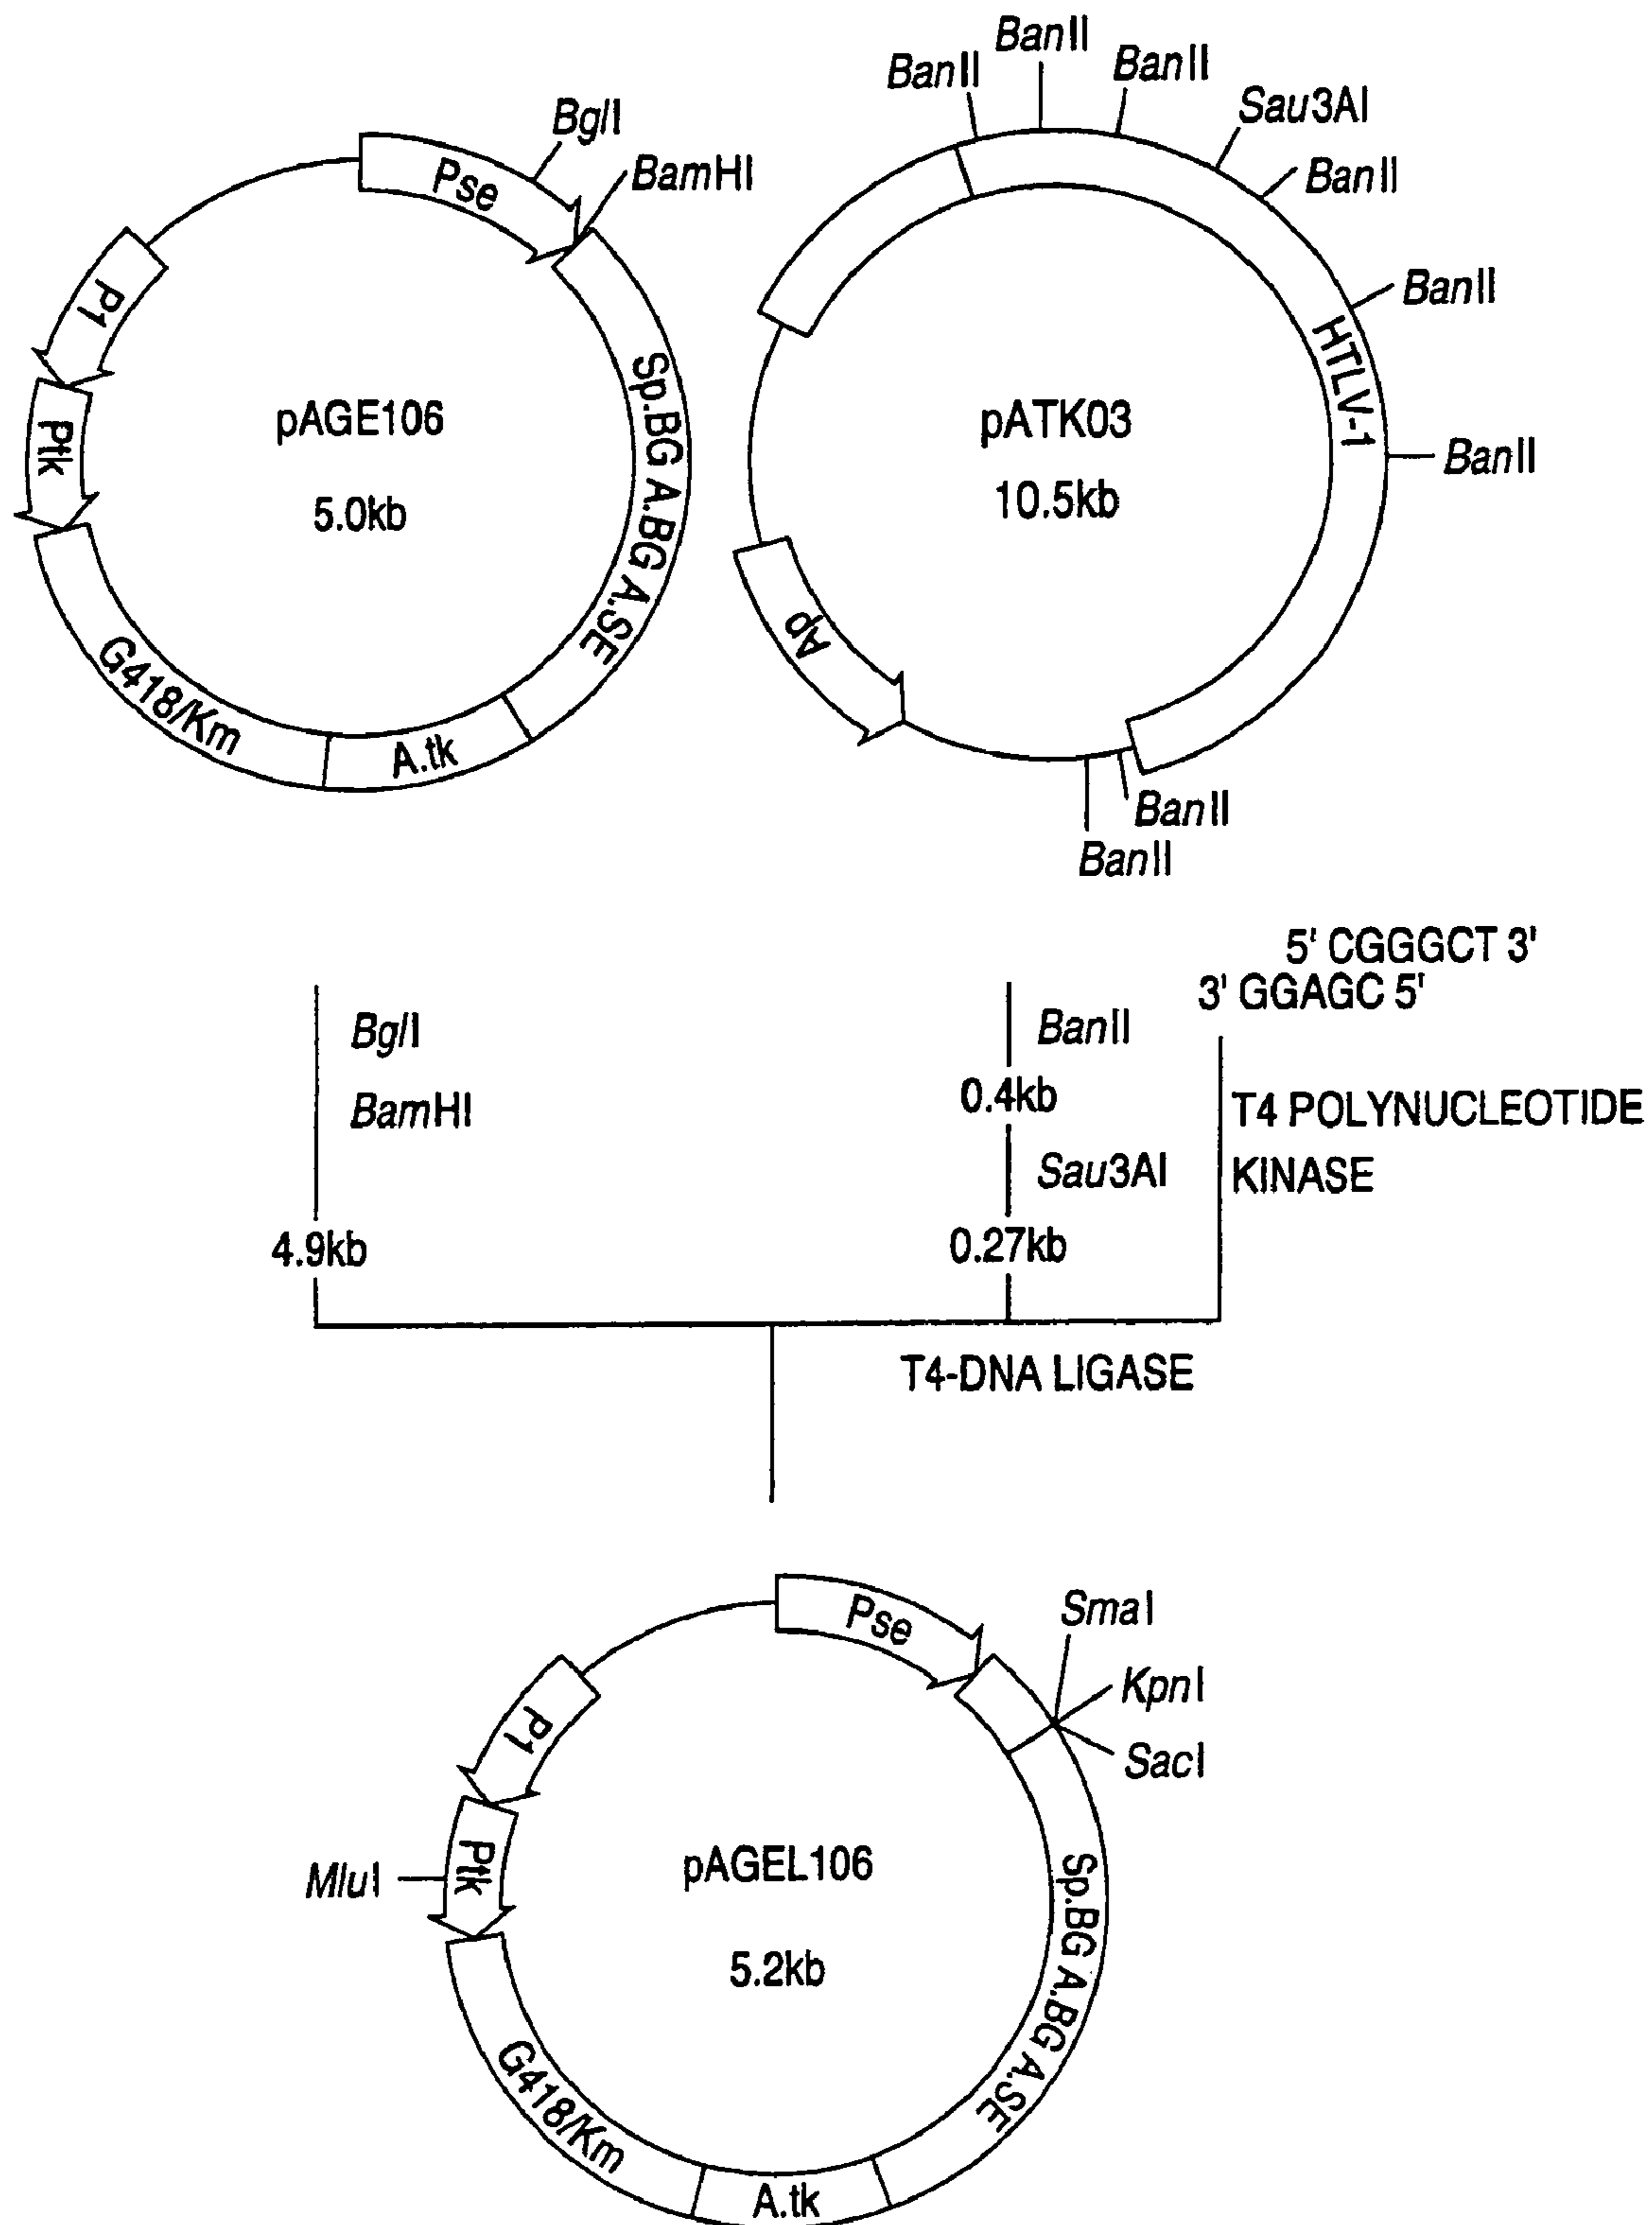 BglI
BamHI
Pse
P1
Ptk
G418/Km
A.tk
Sp.BG A.BG A.SE
pAGE106
5.0kb
BanII
BanII
BanII
Sau3AI
BanII
BanII
HTLV-1
BanII
pATK03
10.5kb
Ap
BanII
BanII
5' CGGGCT 3'
3' GGAGC 5'
BglI
BamHI
4.9kb
BanII
0.4kb
Sau3AI
0.27kb
T4 POLYNUCLEOTIDE
KINASE
T4-DNA LIGASE
Pse
SmaI
KpnI
SacI
P1
Ptk
MluI
pAGEL106
5.2kb
Sp.BG A.BG A.SE
G418/Km
A.tk